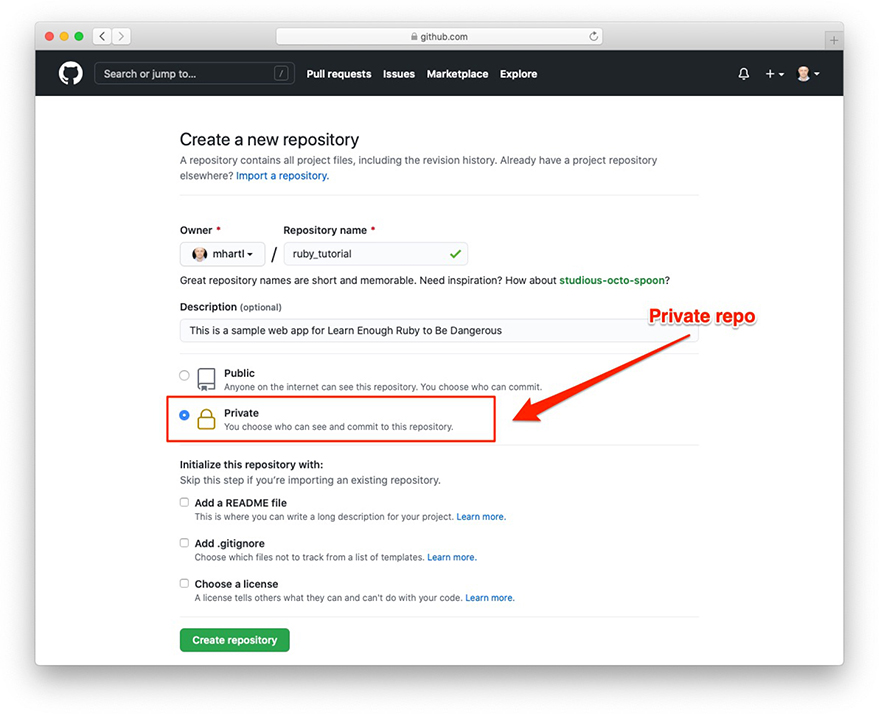 github.com
Search or jump to... /
Pull requests Issues Marketplace Explore
Create a new repository
A repository contains all project files, including the revision history. Already have a project repository
elsewhere? Import a repository.
Owner * Repository name *
mhartl / ruby_tutorial
Great repository names are short and memorable. Need inspiration? How about studious-octo-spoon?
Description (optional)
Private repo
This is a sample web app for Learn Enough Ruby to Be Dangerous
Public
Anyone on the internet can see this repository. You choose who can commit.
Private
You choose who can see and commit to this repository.
Initialize this repository with:
Skip this step if you're importing an existing repository.
Add a README file
This is where you can write a long description for your project. Learn more.
Add .gitignore
Choose which files not to track from a list of templates. Learn more.
Choose a license
A license tells others what they can and can't do with your code. Learn more.
Create repository